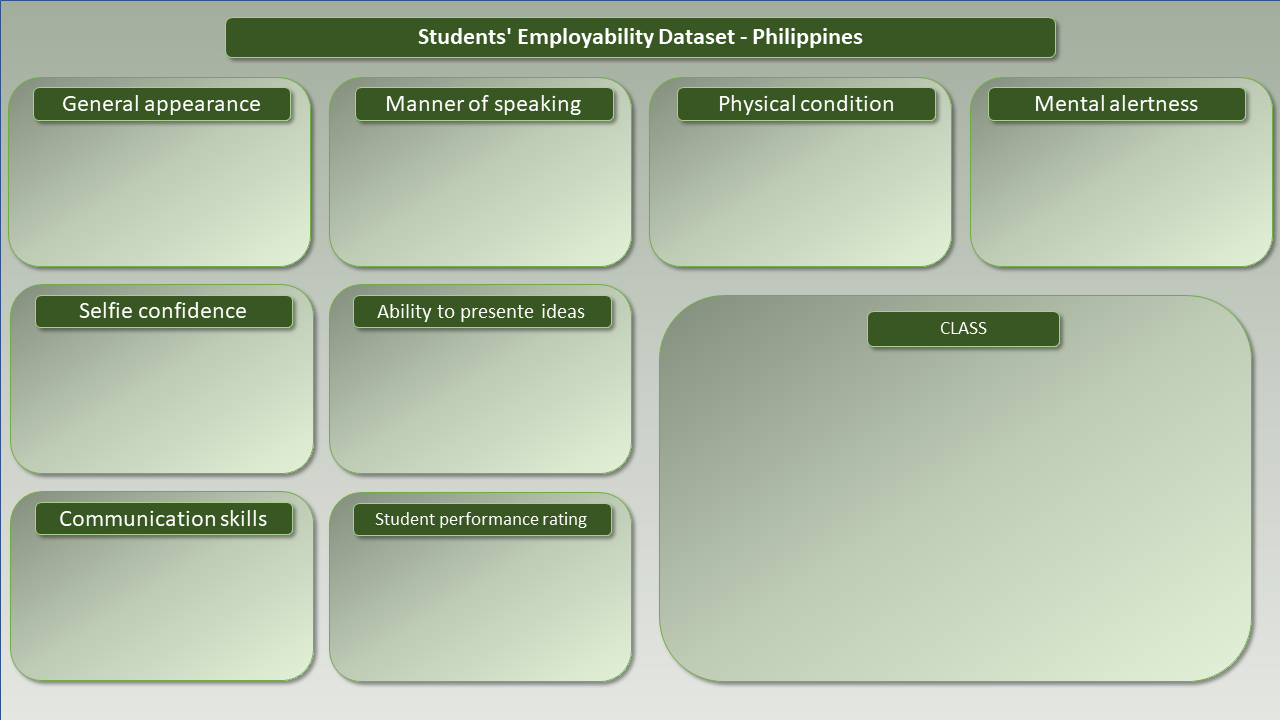 Students' Employability Dataset - Philippines
General appearance
Manner of speaking
Physical condition
Mental alertness
Selfie confidence
Ability to presente ideas
CLASS
Communication skills
Student performance rating